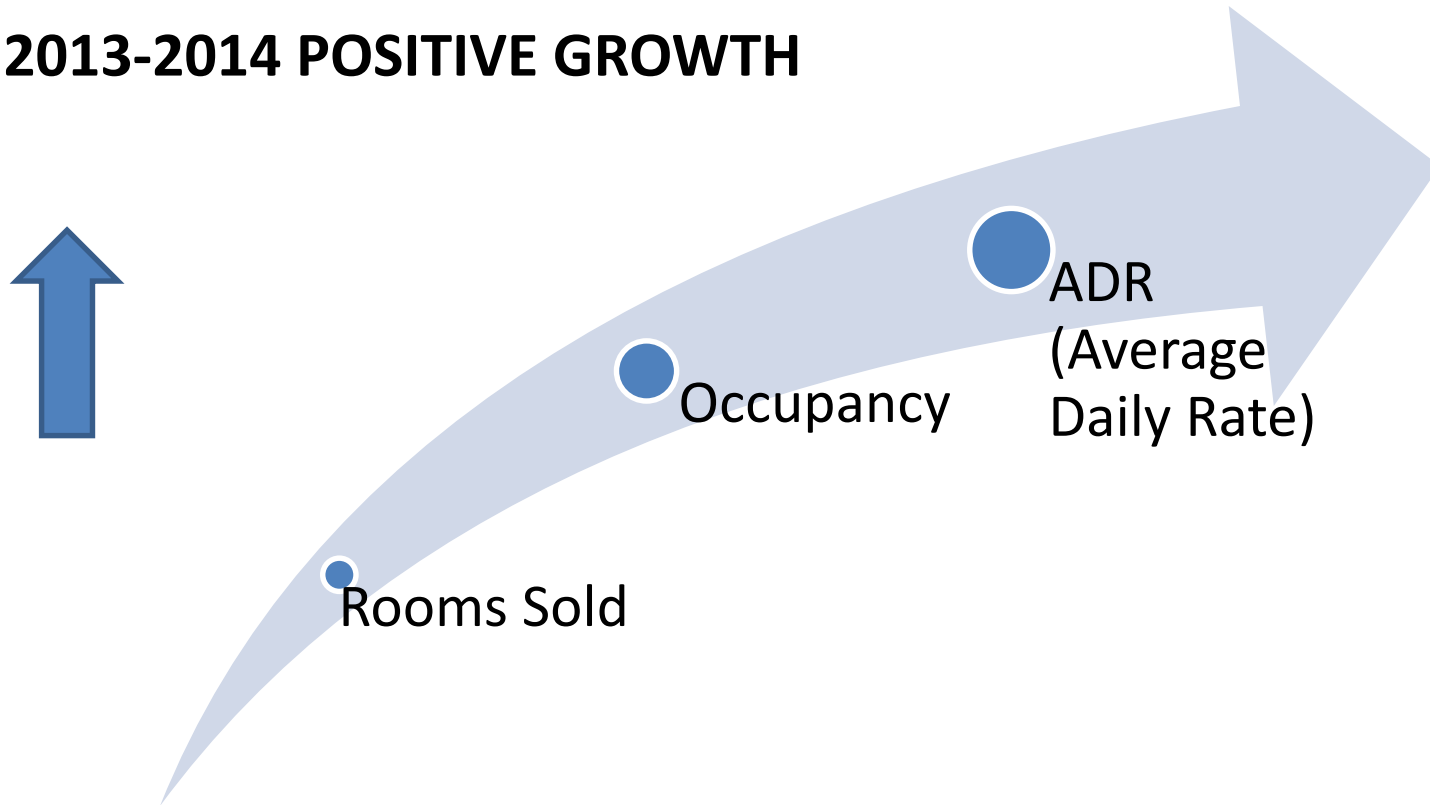 2013-2014 POSITIVE GROWTH
ADR
(Average
Daily Rate)
Occupancy
Rooms Sold